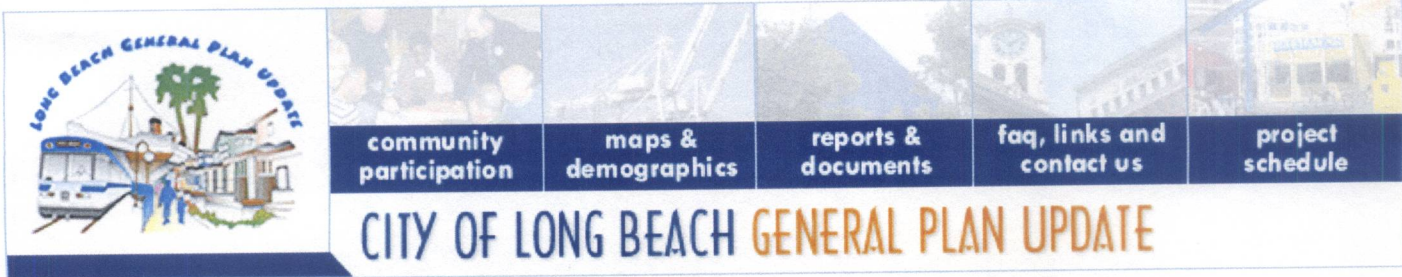 LONG BEACH GENERAL PLAN UPDATE
community
participation
maps &
demographics
reports &
documents
faq, links and
contact us
project
schedule
CITY OF LONG BEACH GENERAL PLAN UPDATE